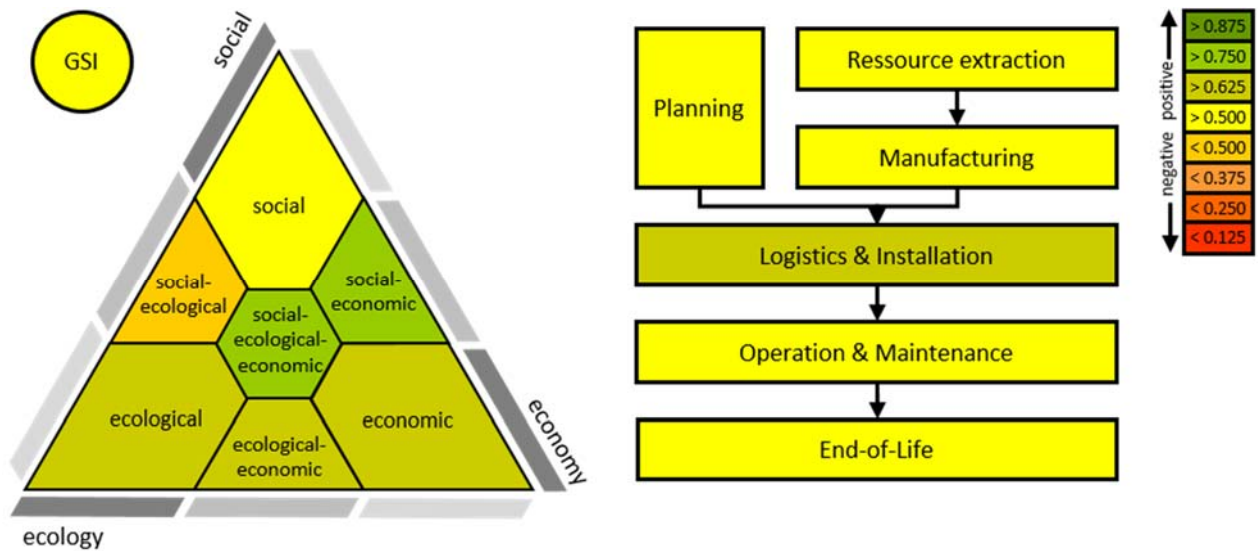 GSI
social
social
social-
ecological
social-
economic
social-
ecological-
economic
ecological
economic
ecological-
economic
economy
ecology
Planning
Ressource extraction
Manufacturing
Logistics & Installation
Operation & Maintenance
End-of-Life
positive
negative
> 0.875
> 0.750
> 0.625
> 0.500
< 0.500
< 0.375
< 0.250
< 0.125